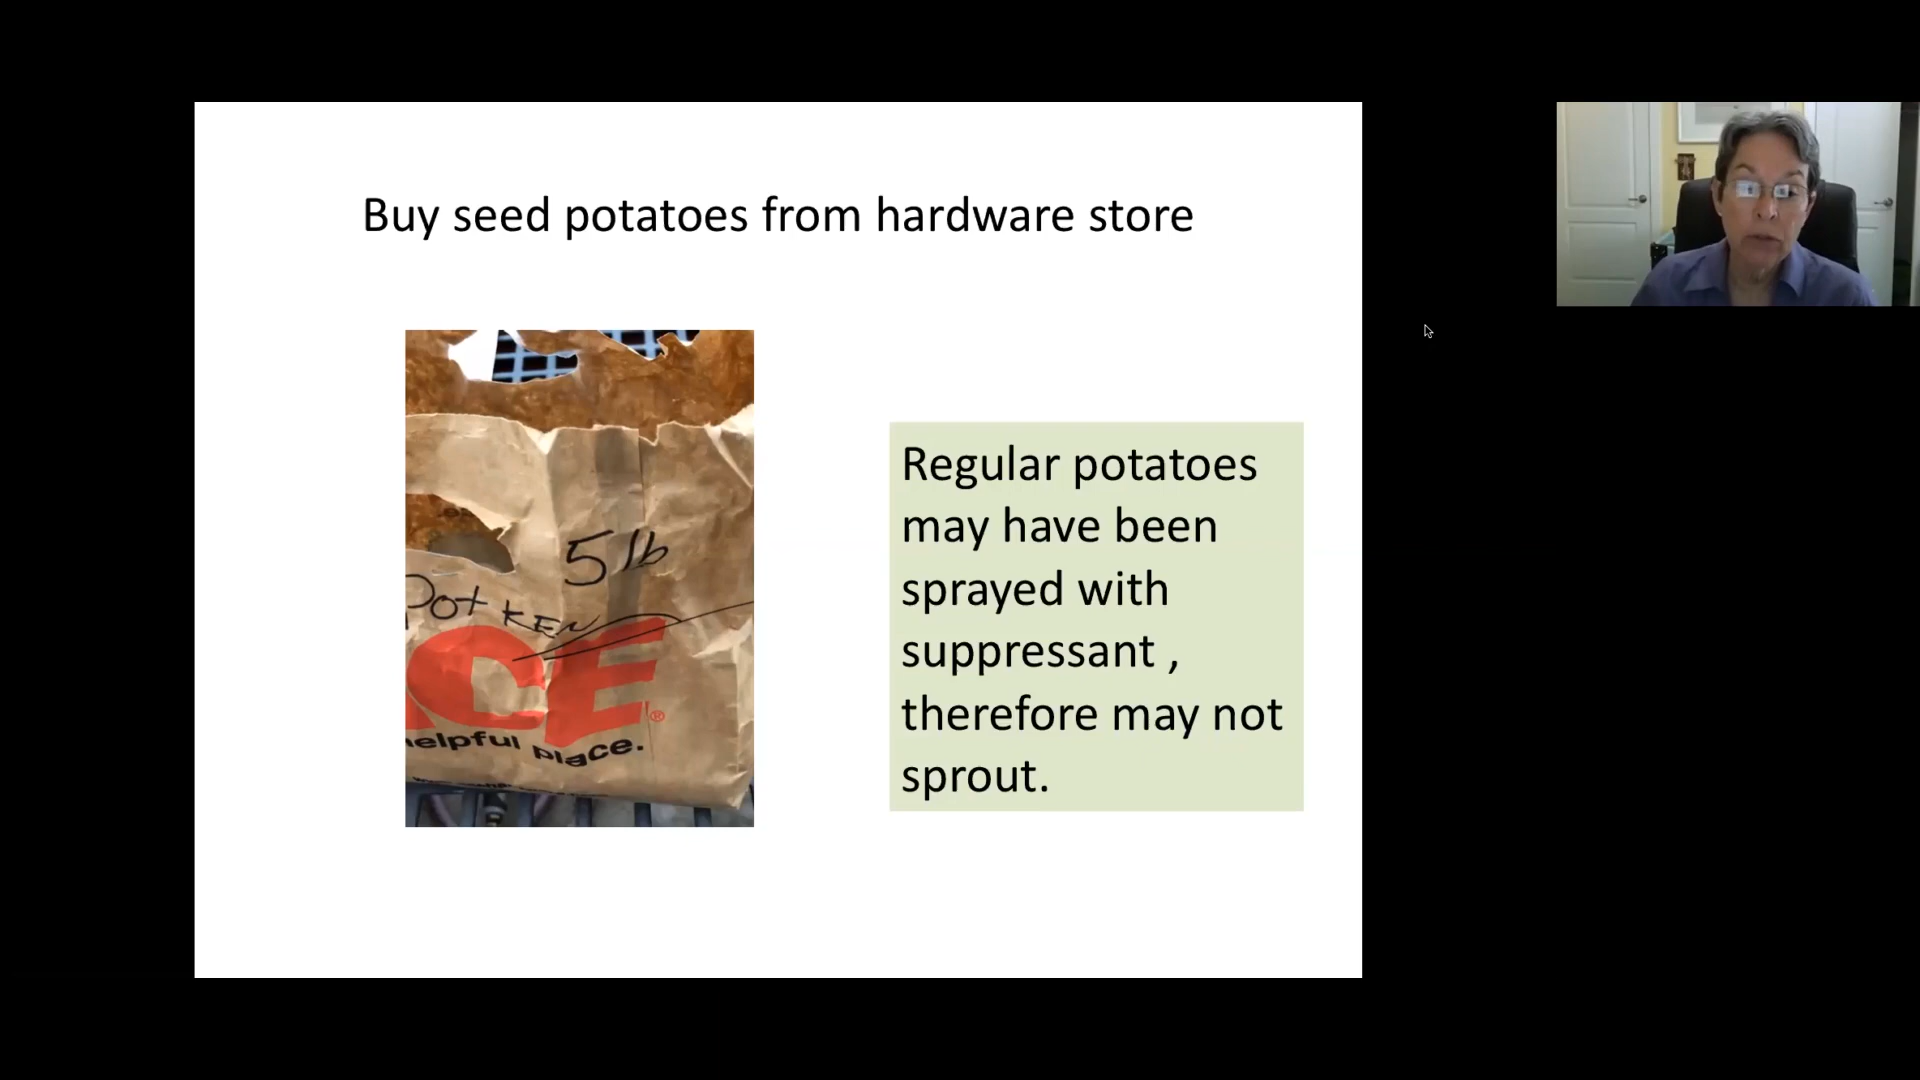 Buy seed potatoes from hardware store
5 lb
Pot KEN
CE®
helpful place.
Regular potatoes
may have been
sprayed with
suppressant ,
therefore may not
sprout.